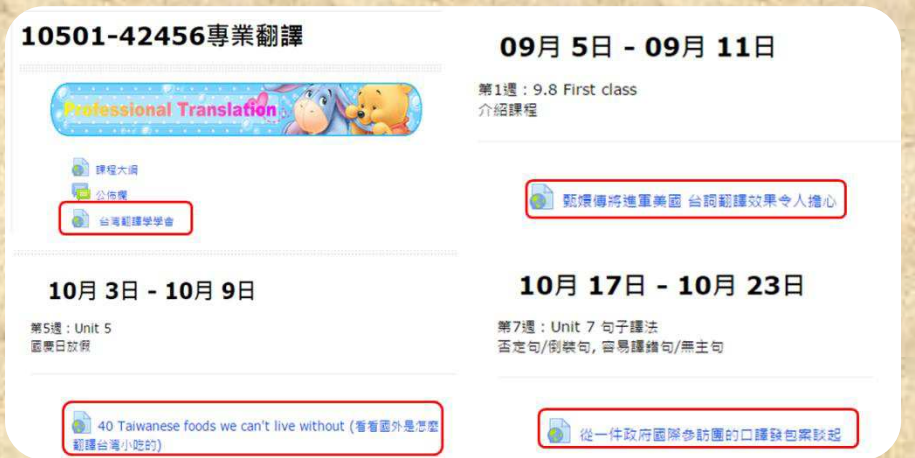 10501-42456專業翻譯
Professional Translation
課程大綱
公佈欄
台灣翻譯學學會
09月 5日 - 09月 11日
第1週：9.8 First class
介紹課程
甄嬛傳將進軍美國 台詞翻譯效果令人擔心
10月 3日 - 10月 9日
第5週：Unit 5
國慶日放假
40 Taiwanese foods we can't live without (看看國外是怎麼
翻譯台灣小吃的)
10月 17日 - 10月 23日
第7週：Unit 7 句子譯法
否定句/倒裝句, 容易譯錯句/無主句
從一件政府國際參訪團的口譯發包案談起